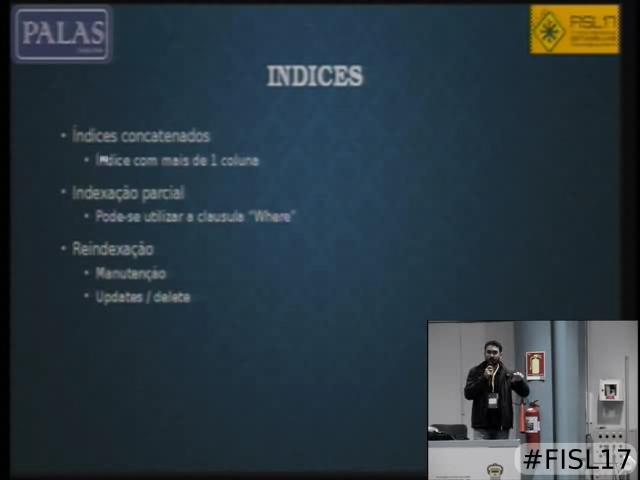 PALAS
FISL17
INDICES
• Índices concatenados
• Índice com mais de 1 coluna
• Indexação parcial
• Pode-se utilizar a clausula "Where"
• Reindexação
• Manutenção
• Updates / delete
#FISL17